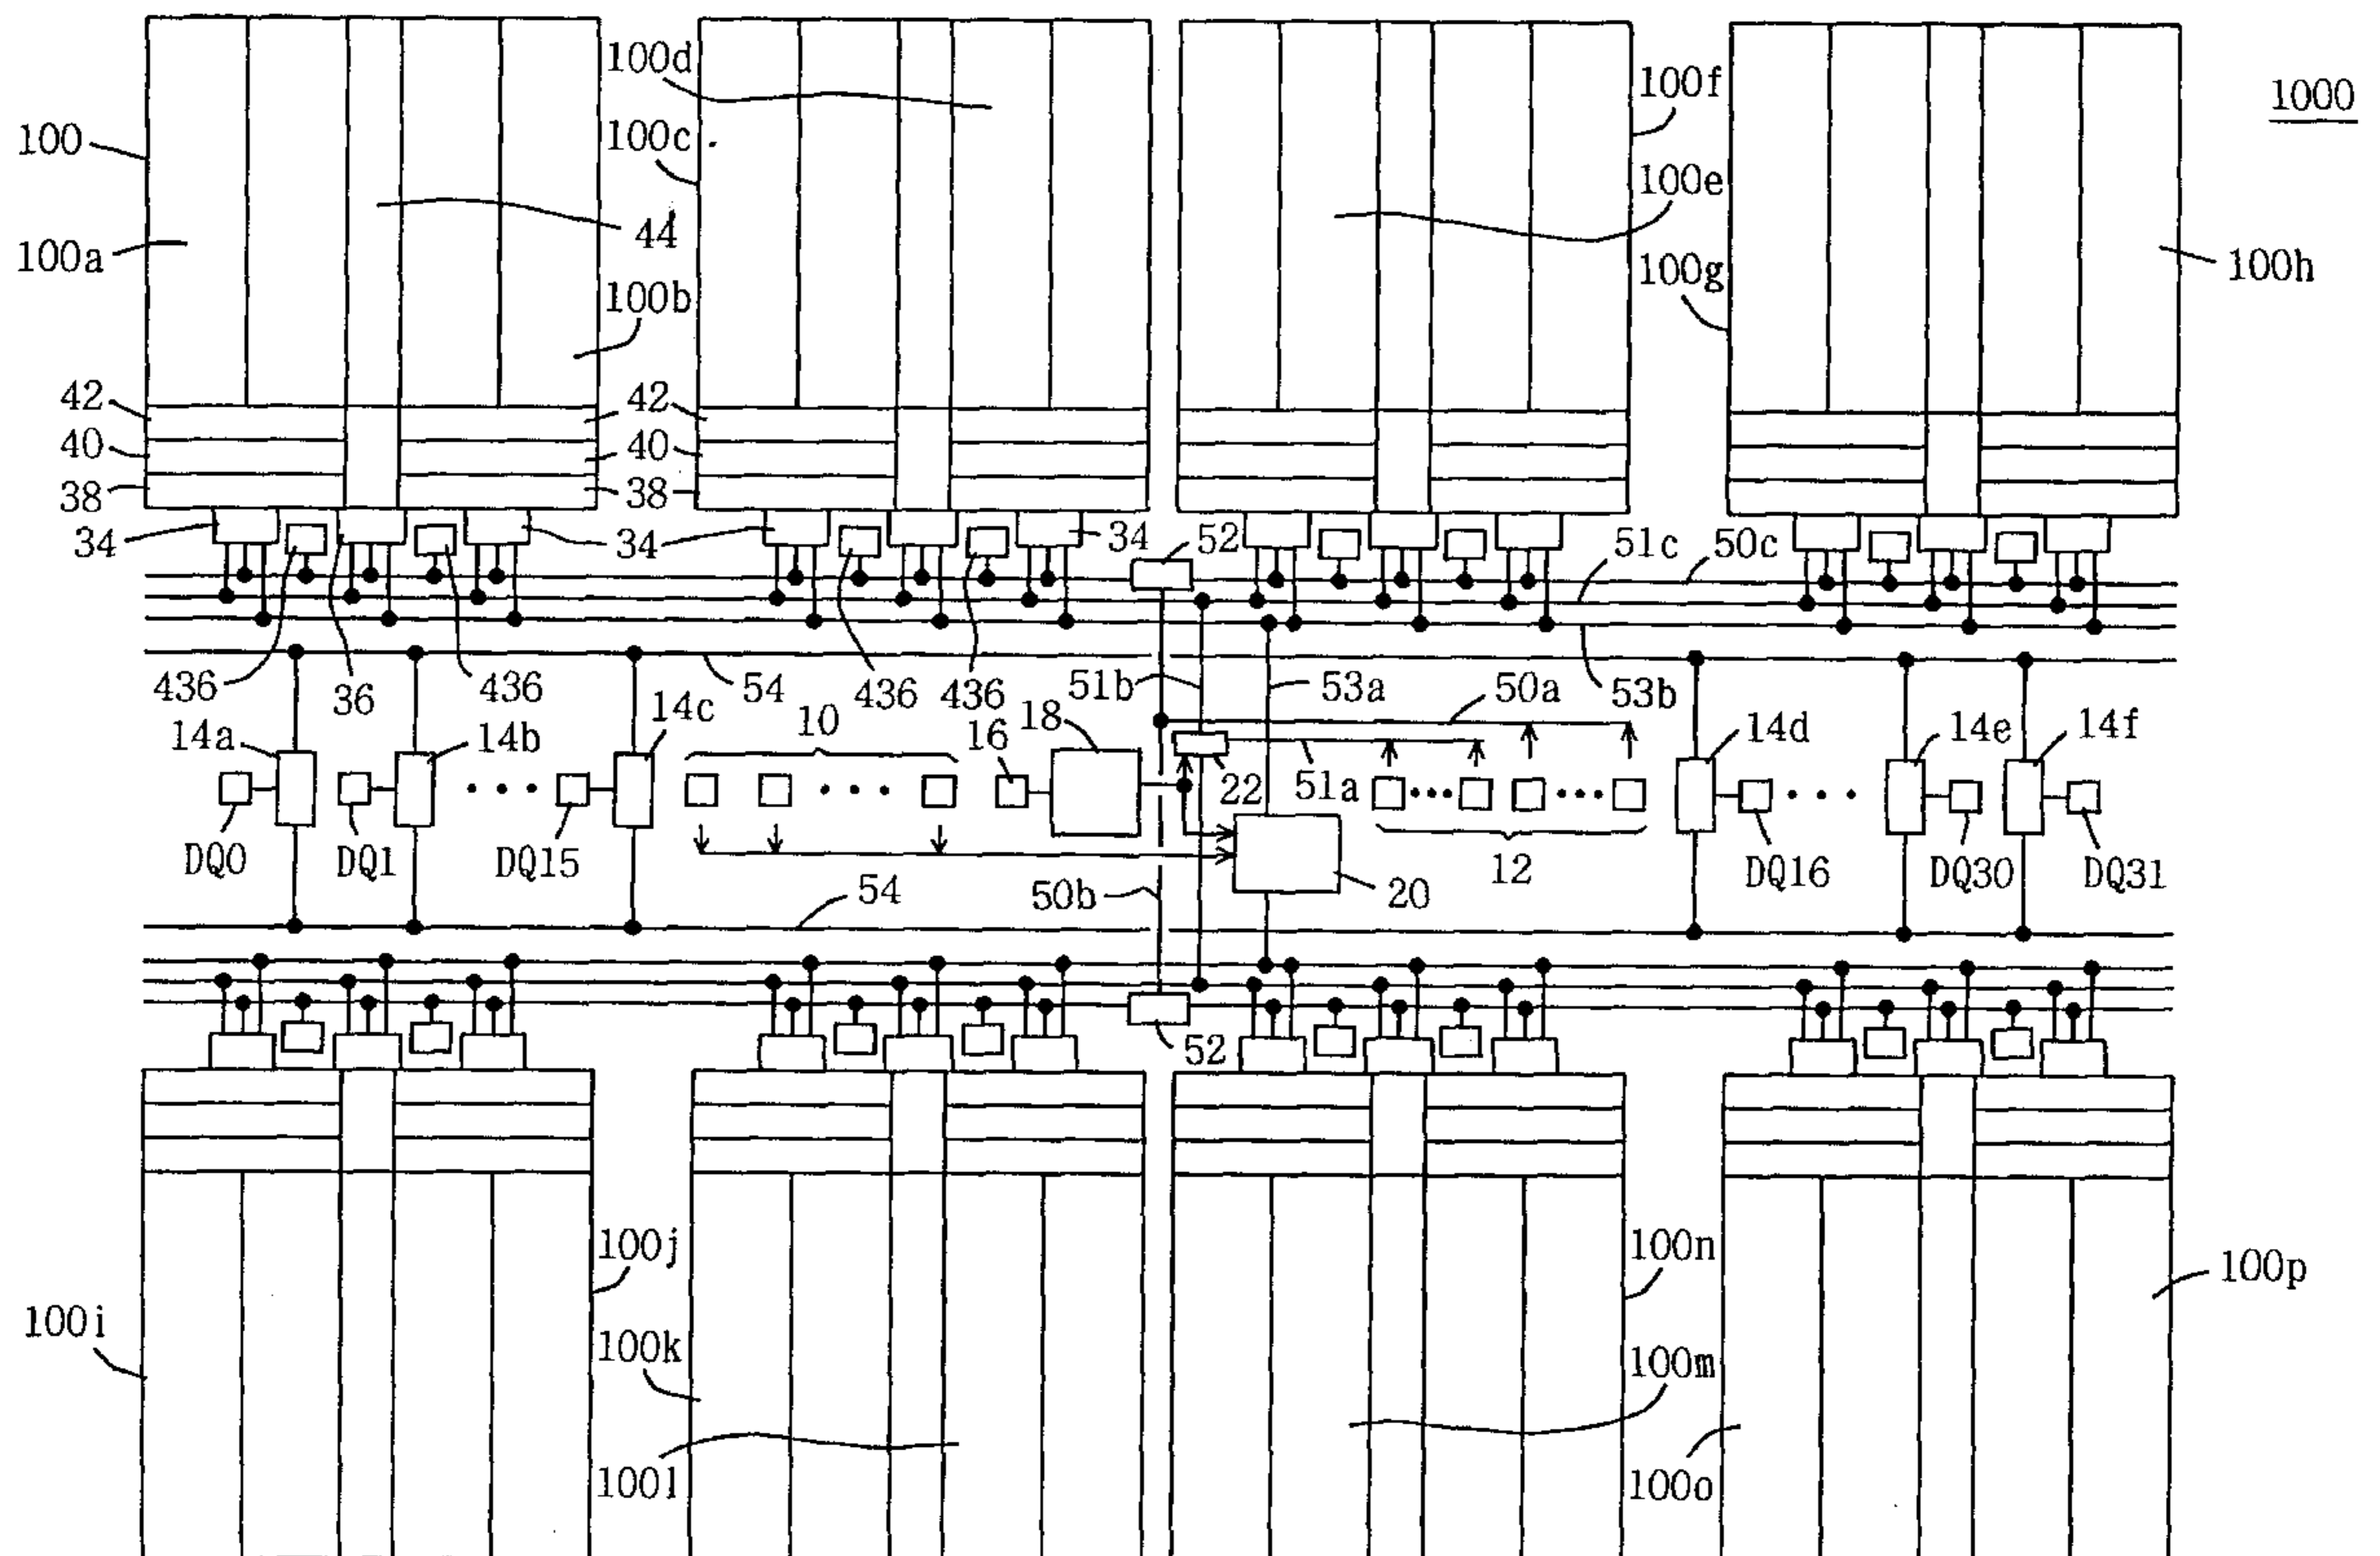 100d
100f
1000
100
100c
100e
44
100a
100g
100h
100b
42
42
40
40
38
38
34
34
34
52
51c
50c
436
36
436
54
436
436
51b
53a
50a
53b
14a
14b
14c
10
16
18
22
51a
14d
14e
14f
DQ0
DQ1
DQ15
12
DQ16
DQ30
DQ31
54
50b
20
52
100j
100n
100p
100i
100k
100m
100l
100o